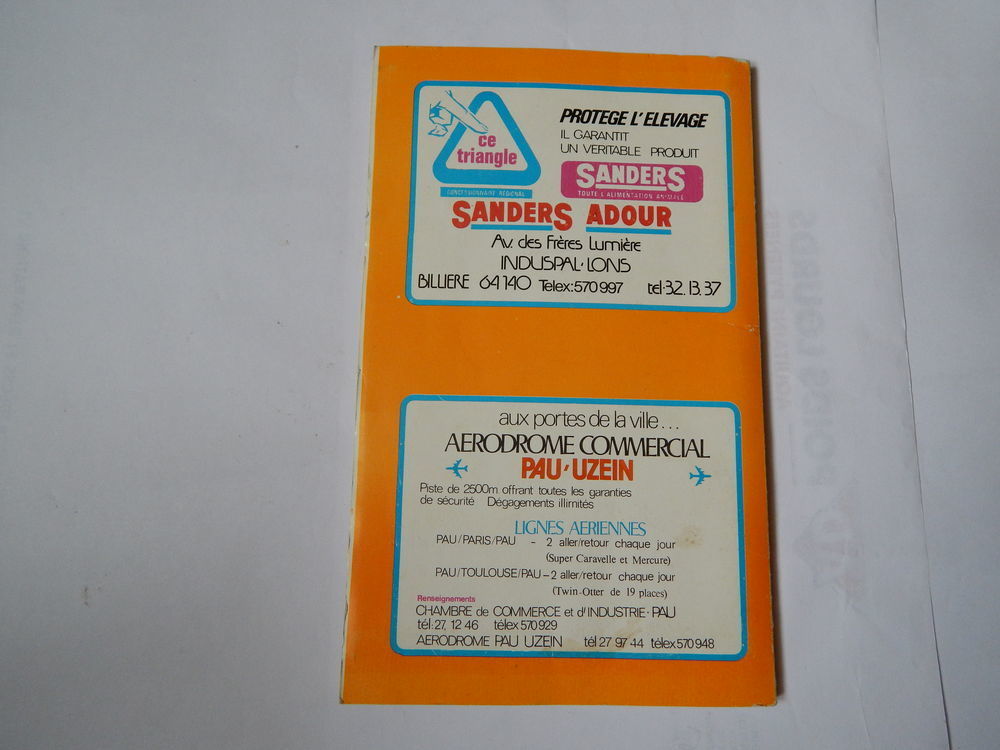 ce
triangle
PROTEGE L'ELEVAGE
IL GARANTIT
UN VERITABLE PRODUIT
SANDERS
TOUTE L'ALIMENTATION ANIMALE
CONCESSIONNAIRE REGIONAL
SANDERS ADOUR
Av. des Frères Lumière
INDUSPAL-LONS
BILLIERE 64140 Telex:570997 tel·32.13.37
aux portes de la ville...
AERODROME COMMERCIAL
PAU-UZEIN
Piste de 2500m offrant toutes les garanties
de sécurité Dégagements illimités
LIGNES AERIENNES
PAU/PARIS/PAU - 2 aller/retour chaque jour
(Super Caravelle et Mercure)
PAU/TOULOUSE/PAU-2 aller/retour chaque jour
(Twin-Otter de 19 places)
Renseignements
CHAMBRE de COMMERCE et d'INDUSTRIE-PAU
tél:27, 12 46 télex 570929
AERODROME PAU UZEIN tél 27 97 44 télex 570948
POIDS LOURDS